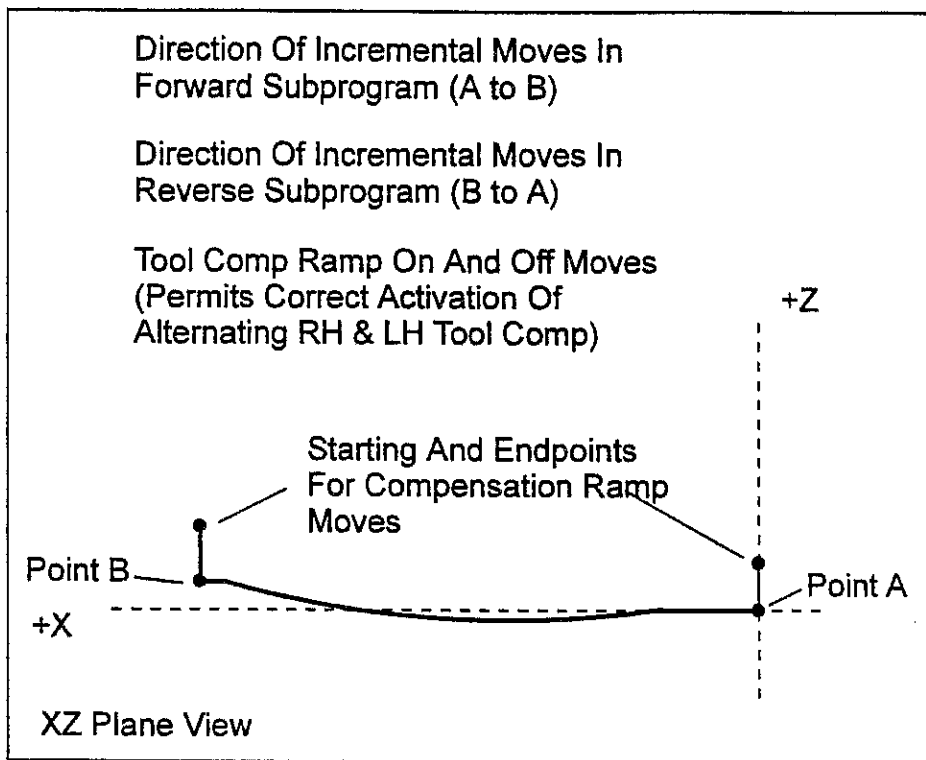 Direction Of Incremental Moves In
Forward Subprogram (A to B)
Direction Of Incremental Moves In
Reverse Subprogram (B to A)
Tool Comp Ramp On And Off Moves
(Permits Correct Activation Of
Alternating RH & LH Tool Comp)
+Z
Starting And Endpoints
For Compensation Ramp
Moves
Point B
Point A
+X
XZ Plane View